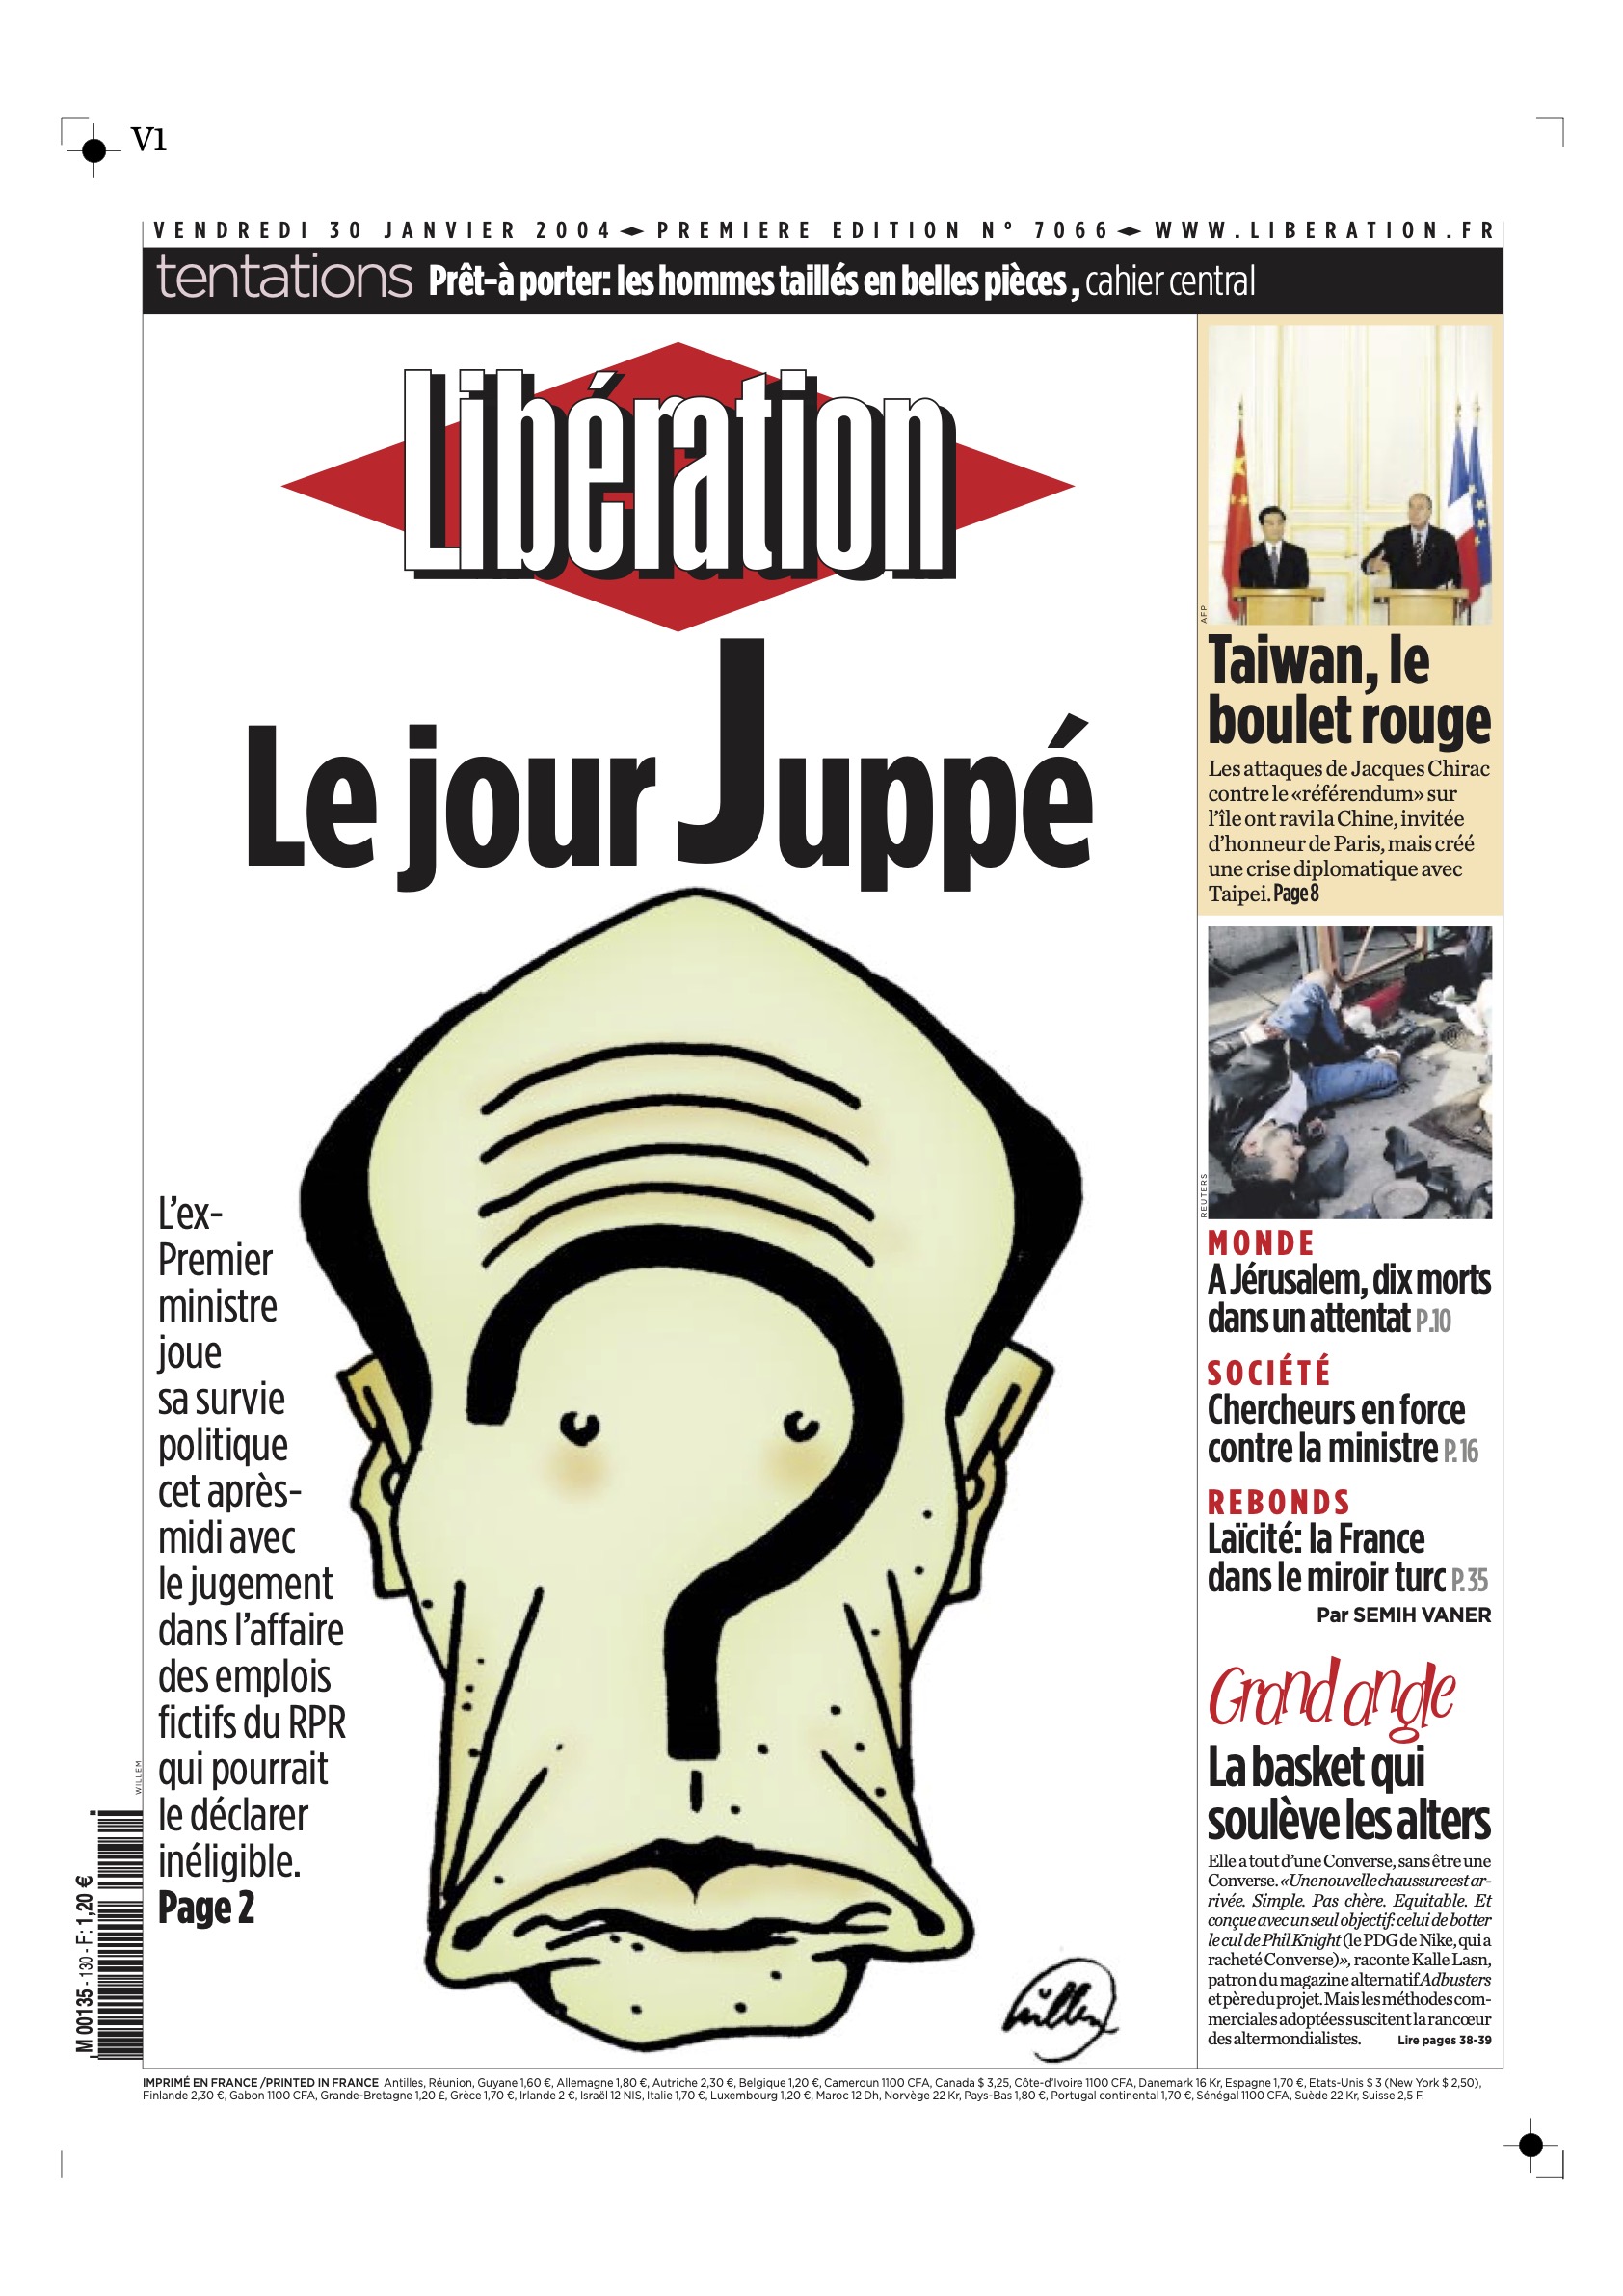 V1
VENDREDI 30 JANVIER 2004 ◆ PREMIERE EDITION N° 7066 ◆ WWW.LIBERATION.FR
tentations Prêt-à porter: les hommes taillés en belles pièces, cahier central
Libération
Le jour Juppé
L'ex-
Premier
ministre
joue
sa survie
politique
cet après-
midi avec
le jugement
dans l'affaire
des emplois
fictifs du RPR
qui pourrait
le déclarer
inéligible.
Page 2
WILLEM
Willem
M 00135 - 130 - F: 1,20 €
AFP
Taiwan, le
boulet rouge
Les attaques de Jacques Chirac
contre le «référendum» sur
l'île ont ravi la Chine, invitée
d'honneur de Paris, mais créé
une crise diplomatique avec
Taipei. Page 8
REUTERS
MONDE
A Jérusalem, dix morts
dans un attentat P.10
SOCIÉTÉ
Chercheurs en force
contre la ministre P.16
REBONDS
Laïcité: la France
dans le miroir turc P.35
Par SEMIH VANER
Grand angle
La basket qui
soulève les alters
Elle a tout d'une Converse, sans être une
Converse. «Une nouvelle chaussure est ar-
rivée. Simple. Pas chère. Equitable. Et
conçue avec un seul objectif: celui de botter
le cul de Phil Knight (le PDG de Nike, qui a
racheté Converse)», raconte Kalle Lasn,
patron du magazine alternatif Adbusters
et père du projet. Mais les méthodes com-
merciales adoptées suscitent la rancœur
des altermondialistes. Lire pages 38-39
IMPRIMÉ EN FRANCE /PRINTED IN FRANCE Antilles, Réunion, Guyane 1,60 €, Allemagne 1,80 €, Autriche 2,30 €, Belgique 1,20 €, Cameroun 1100 CFA, Canada $ 3,25, Côte-d'Ivoire 1100 CFA, Danemark 16 Kr, Espagne 1,70 €, Etats-Unis $ 3 (New York $ 2,50),
Finlande 2,30 €, Gabon 1100 CFA, Grande-Bretagne 1,20 £, Grèce 1,70 €, Irlande 2 €, Israël 12 NIS, Italie 1,70 €, Luxembourg 1,20 €, Maroc 12 Dh, Norvège 22 Kr, Pays-Bas 1,80 €, Portugal continental 1,70 €, Sénégal 1100 CFA, Suède 22 Kr, Suisse 2,5 F.